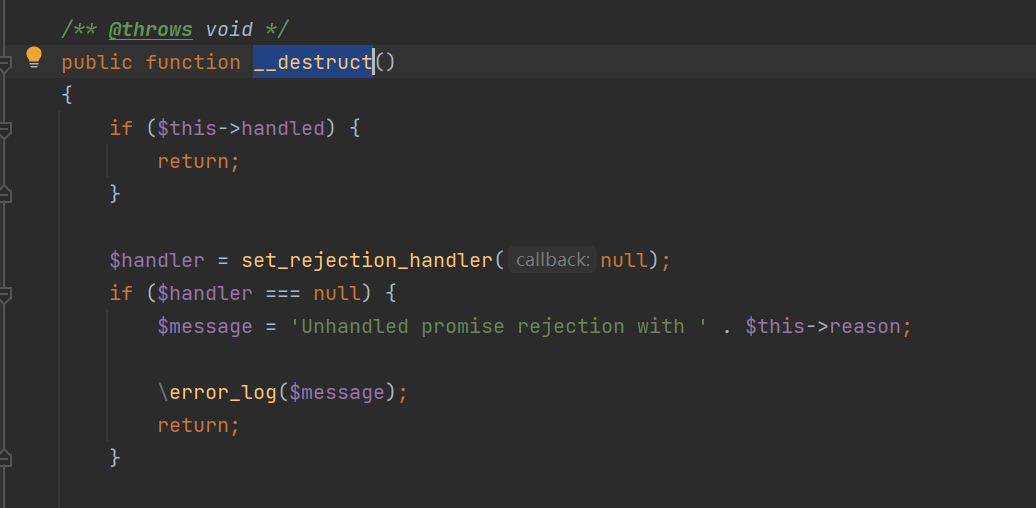 /** @throws void */
public function __destruct()
{
    if ($this->handled) {
        return;
    }

    $handler = set_rejection_handler( callback: null);
    if ($handler === null) {
        $message = 'Unhandled promise rejection with ' . $this->reason;

        \error_log($message);
        return;
    }